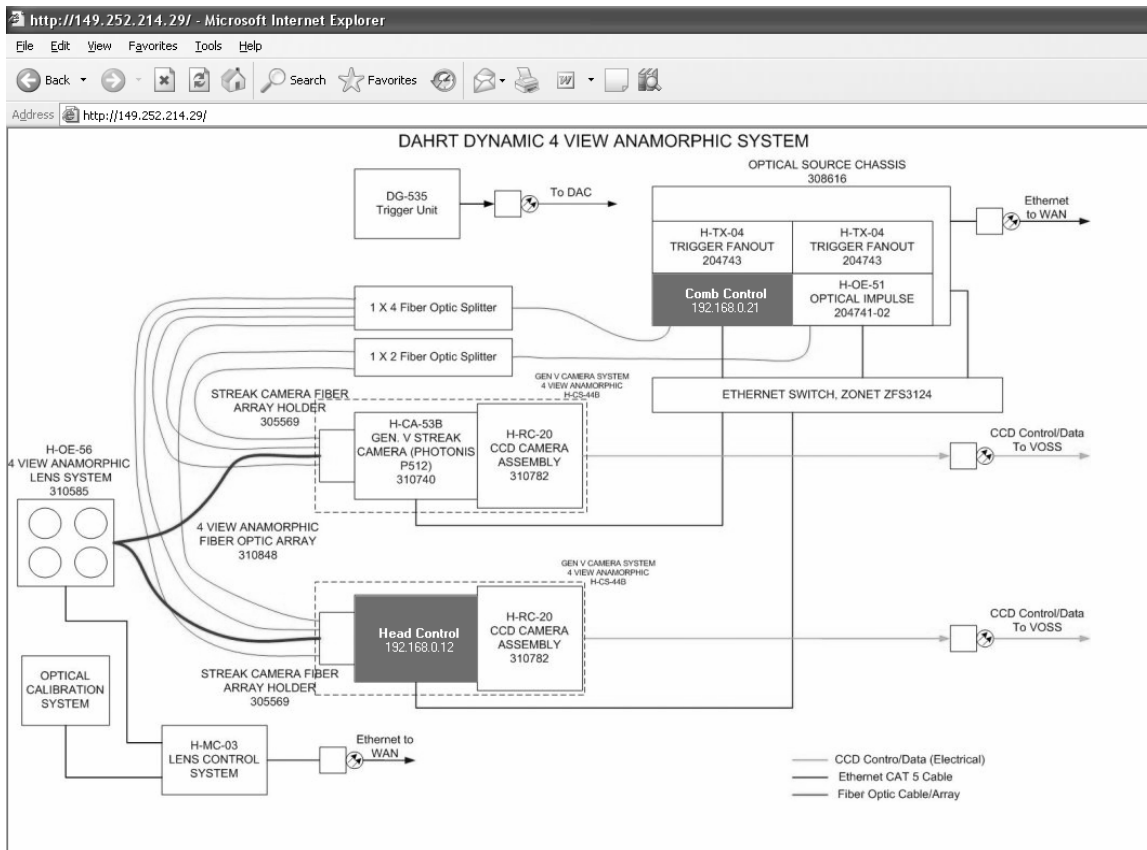 http://149.252.214.29/ - Microsoft Internet Explorer
File Edit View Favorites Tools Help
Back Search Favorites
Address http://149.252.214.29/
DAHRT DYNAMIC 4 VIEW ANAMORPHIC SYSTEM
DG-535
Trigger Unit
To DAC
OPTICAL SOURCE CHASSIS
308616
H-TX-04
TRIGGER FANOUT
204743
H-TX-04
TRIGGER FANOUT
204743
Comb Control
192.168.0.21
H-OE-51
OPTICAL IMPULSE
204741-02
Ethernet
to WAN
1 X 4 Fiber Optic Splitter
1 X 2 Fiber Optic Splitter
ETHERNET SWITCH, ZONET ZFS3124
STREAK CAMERA FIBER
ARRAY HOLDER
305569
GEN V CAMERA SYSTEM
4 VIEW ANAMORPHIC
H-CS-44B
H-CA-53B
GEN. V STREAK
CAMERA (PHOTONIS
P512)
310740
H-RC-20
CCD CAMERA
ASSEMBLY
310782
CCD Control/Data
To VOSS
H-OE-56
4 VIEW ANAMORPHIC
LENS SYSTEM
310585
4 VIEW ANAMORPHIC
FIBER OPTIC ARRAY
310848
GEN V CAMERA SYSTEM
4 VIEW ANAMORPHIC
H-CS-44B
Head Control
192.168.0.12
H-RC-20
CCD CAMERA
ASSEMBLY
310782
CCD Control/Data
To VOSS
STREAK CAMERA FIBER
ARRAY HOLDER
305569
OPTICAL
CALIBRATION
SYSTEM
H-MC-03
LENS CONTROL
SYSTEM
Ethernet to
WAN
CCD Contro/Data (Electrical)
Ethernet CAT 5 Cable
Fiber Optic Cable/Array